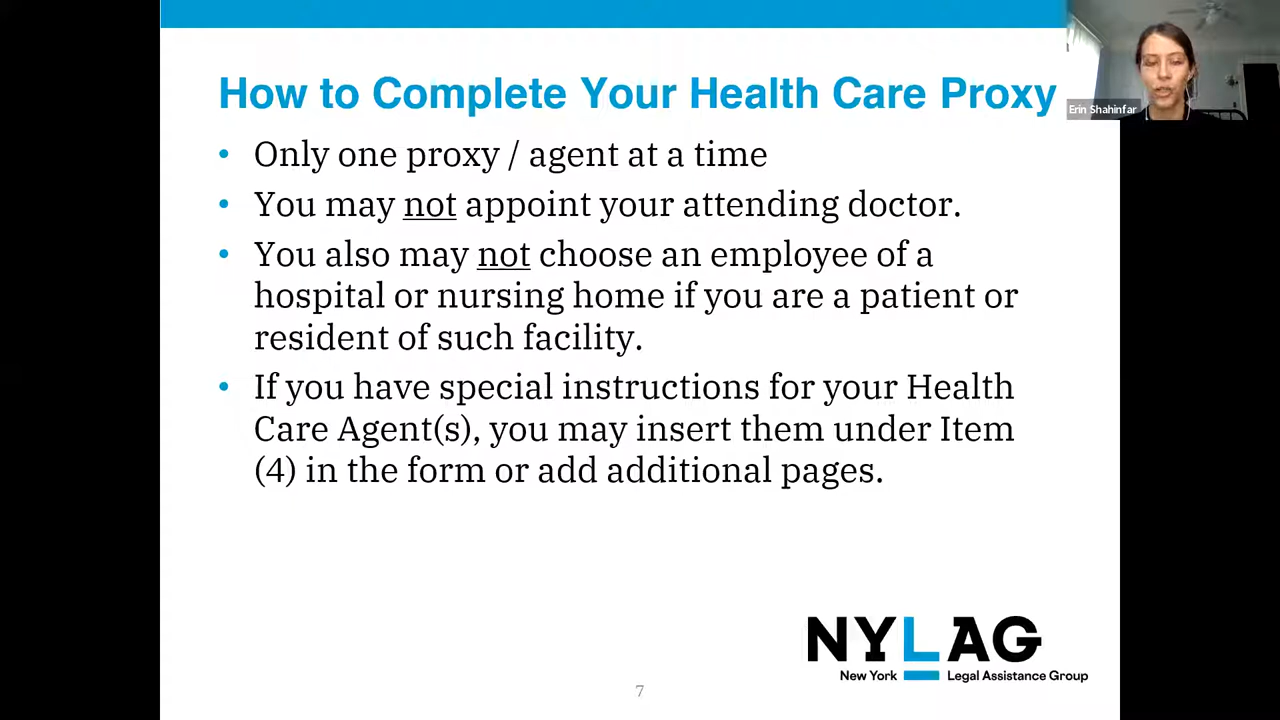 How to Complete Your Health Care Proxy
Erin Shahinfar
• Only one proxy / agent at a time
• You may not appoint your attending doctor.
• You also may not choose an employee of a
hospital or nursing home if you are a patient or
resident of such facility.
• If you have special instructions for your Health
Care Agent(s), you may insert them under Item
(4) in the form or add additional pages.
NYLAG
New York Legal Assistance Group
7